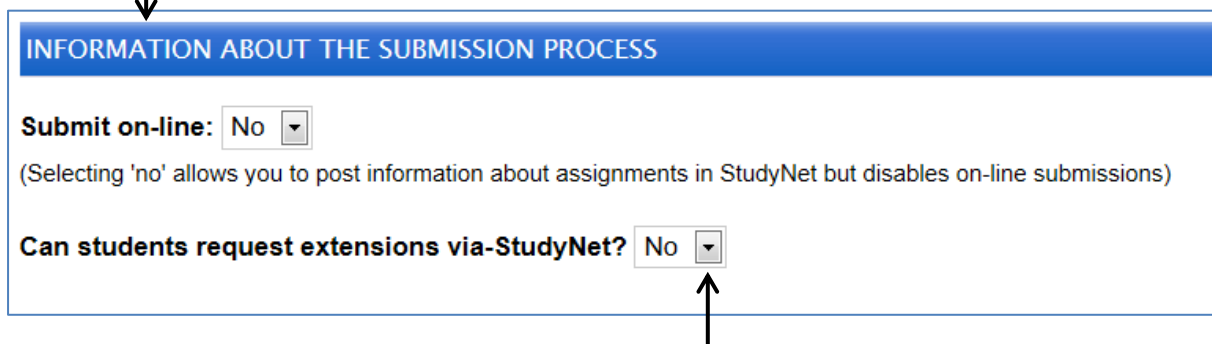 INFORMATION ABOUT THE SUBMISSION PROCESS
Submit on-line: No
(Selecting 'no' allows you to post information about assignments in StudyNet but disables on-line submissions)
Can students request extensions via-StudyNet? No